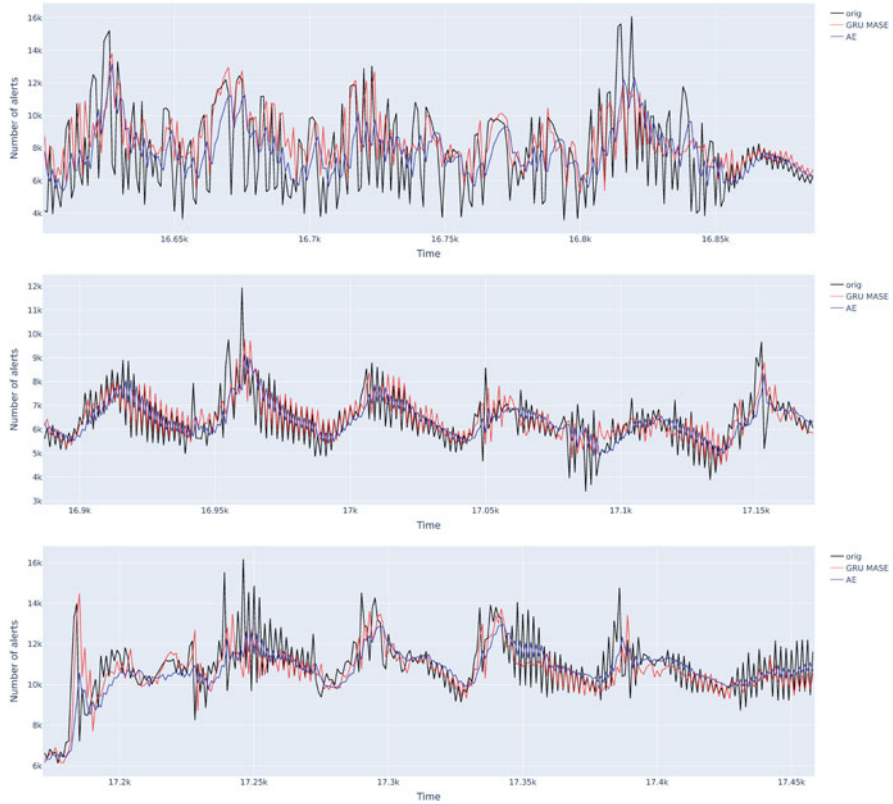 16k
14k
12k
10k
8k
6k
4k
Number of alerts
16.65k 16.7k 16.75k 16.8k 16.85k
Time
orig
GRU MASE
AE
12k
11k
10k
9k
8k
7k
6k
5k
4k
3k
Number of alerts
16.9k 16.95k 17k 17.05k 17.1k 17.15k
Time
orig
GRU MASE
AE
16k
14k
12k
10k
8k
6k
Number of alerts
17.2k 17.25k 17.3k 17.35k 17.4k 17.45k
Time
orig
GRU MASE
AE